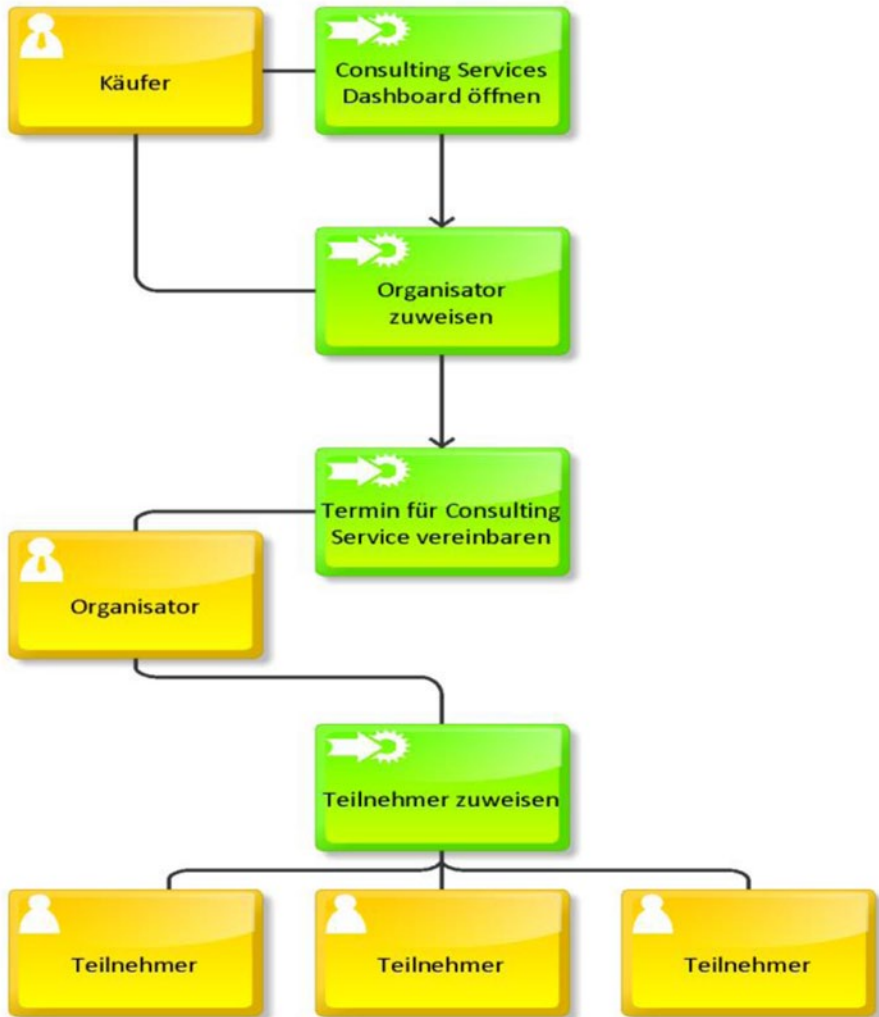 Käufer
Consulting Services
Dashboard öffnen
Organisator
zuweisen
Termin für Consulting
Service vereinbaren
Organisator
Teilnehmer zuweisen
Teilnehmer
Teilnehmer
Teilnehmer